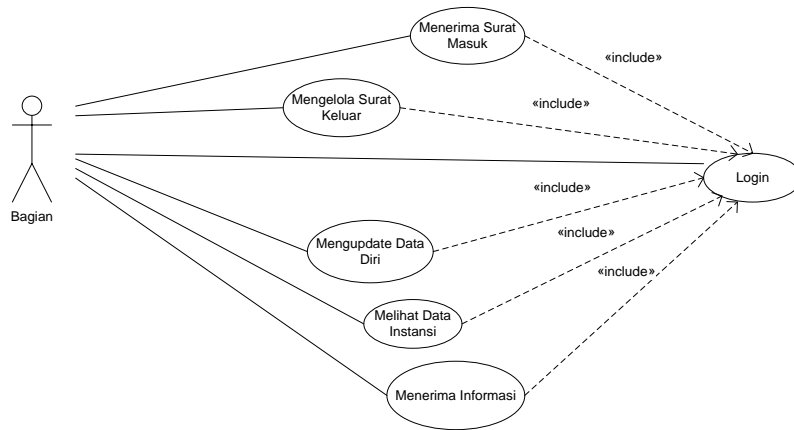 Menerima Surat
Masuk
«include»
Mengelola Surat
Keluar
«include»
Login
Bagian
«include»
Mengupdate Data
Diri
«include»
Melihat Data
Instansi
«include»
Menerima Informasi